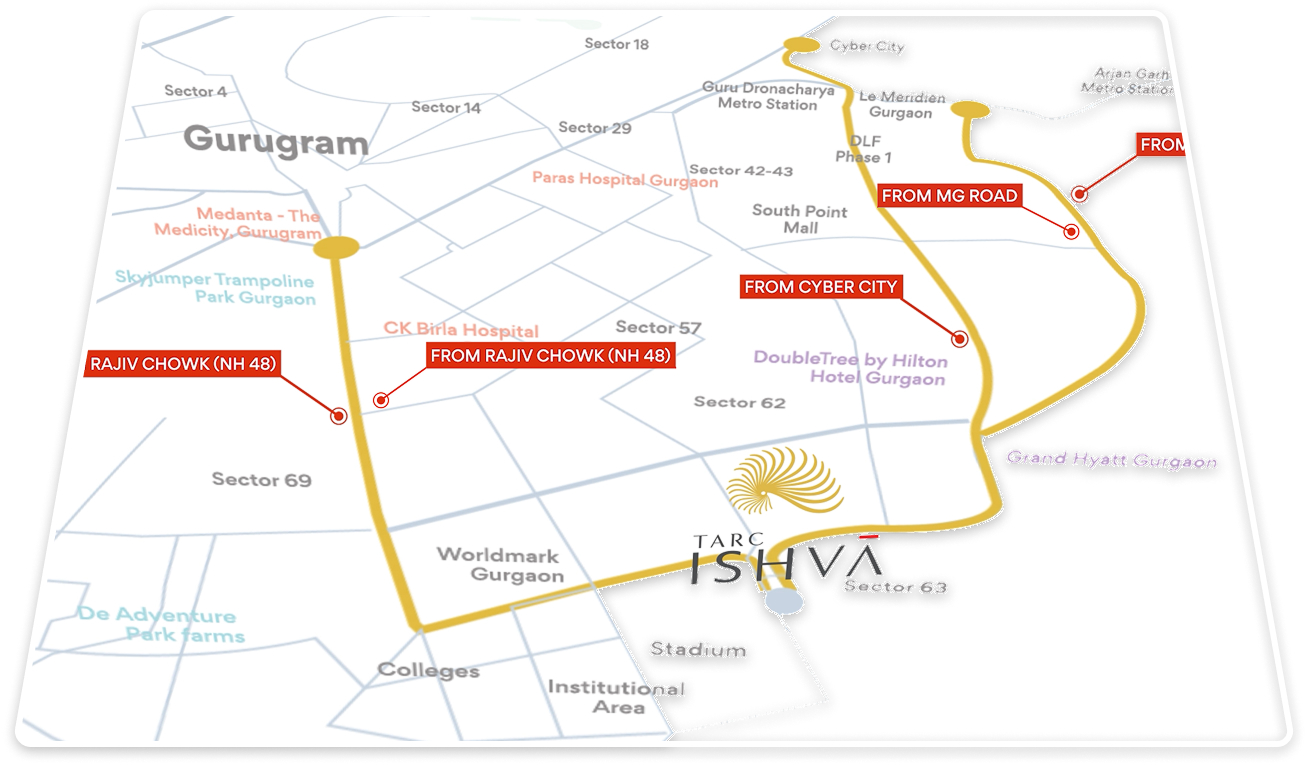 Sector 18
Cyber City
Sector 4
Guru Dronacharya
Metro Station
Le Meridien
Gurgaon
Arjan Garh
Metro Station
Sector 14
Sector 29
Gurugram
DLF
Phase 1
FROM
Sector 42-43
Paras Hospital Gurgaon
FROM MG ROAD
Medanta - The
Medicity, Gurugram
South Point
Mall
Skyjumper Trampoline
Park Gurgaon
FROM CYBER CITY
CK Birla Hospital
Sector 57
RAJIV CHOWK (NH 48)
FROM RAJIV CHOWK (NH 48)
DoubleTree by Hilton
Hotel Gurgaon
Sector 62
Grand Hyatt Gurgaon
Sector 69
TARC
ISHVĀ
Worldmark
Gurgaon
Sector 63
De Adventure
Park farms
Stadium
Colleges
Institutional
Area